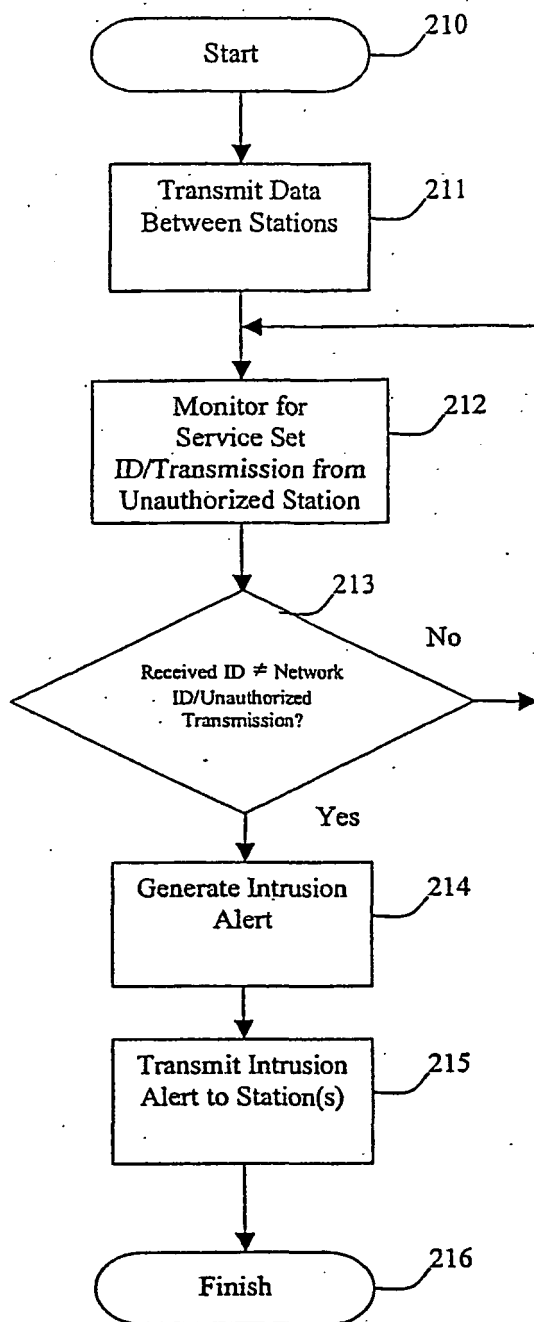 210
Start
211
Transmit Data
Between Stations
212
Monitor for
Service Set
ID/Transmission from
Unauthorized Station
213
No
Received ID ≠ Network
ID/Unauthorized
Transmission?
Yes
214
Generate Intrusion
Alert
215
Transmit Intrusion
Alert to Station(s)
216
Finish